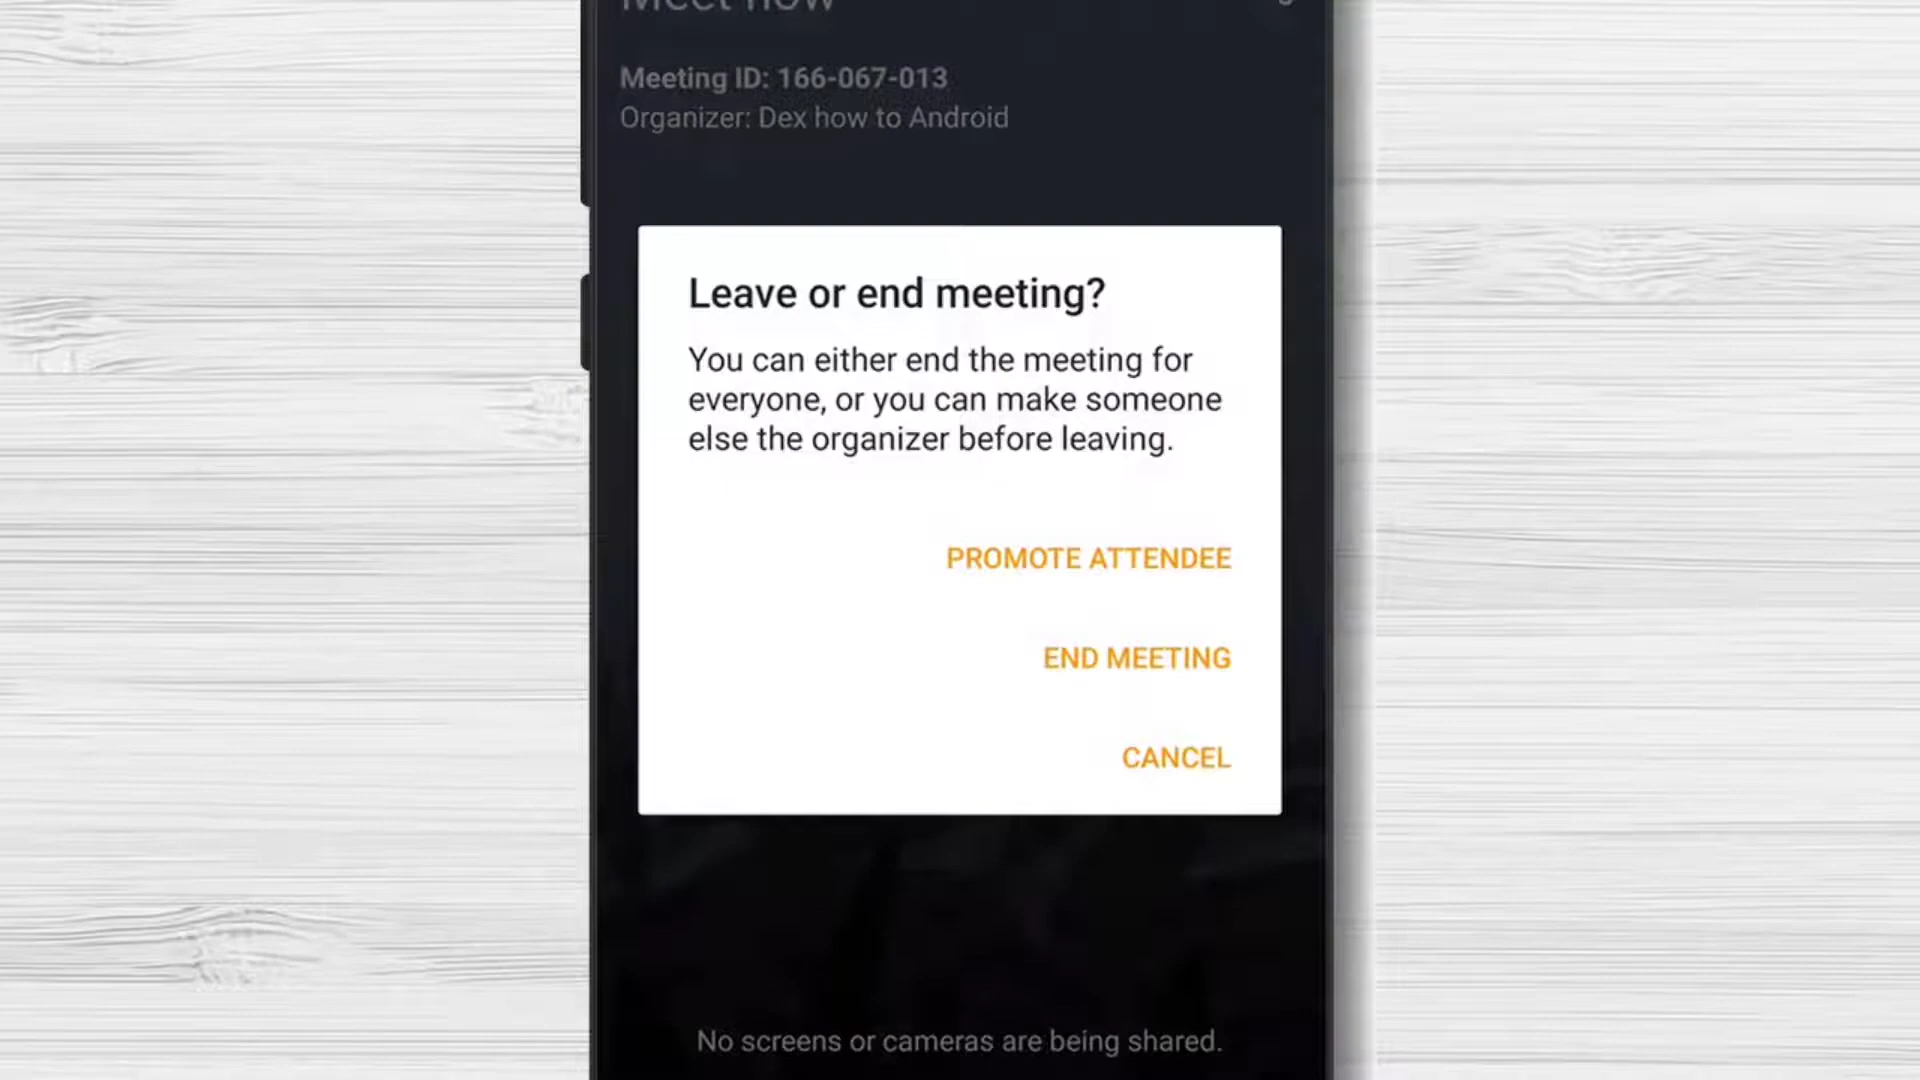 Meet now
Meeting ID: 166-067-013
Organizer: Dex how to Android
Leave or end meeting?
You can either end the meeting for
everyone, or you can make someone
else the organizer before leaving.
PROMOTE ATTENDEE
END MEETING
CANCEL
No screens or cameras are being shared.